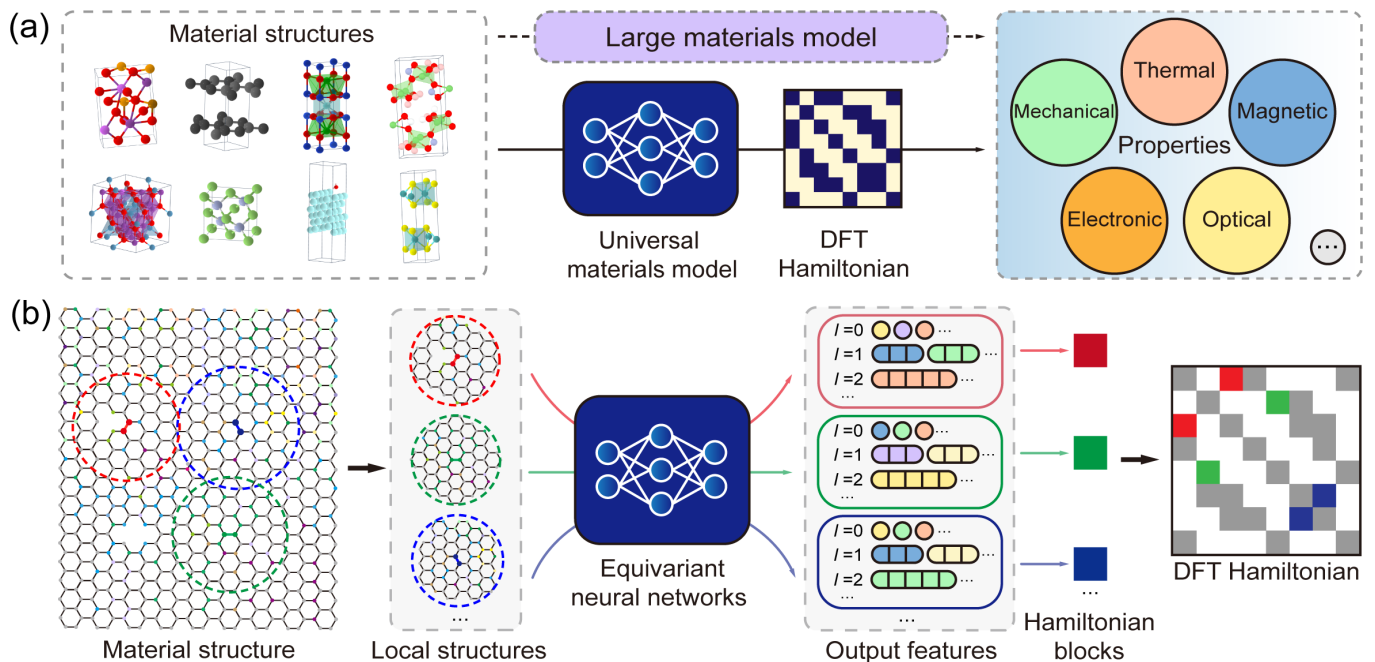 (a)
Material structures
Large materials model
Universal
materials model
DFT
Hamiltonian
Thermal
Mechanical
Magnetic
Properties
Electronic
Optical
...
(b)
Material structure
Local structures
...
Equivariant
neural networks
l=0 ...
l=1 ...
l=2 ...
...
l=0 ...
l=1 ...
l=2 ...
...
l=0 ...
l=1 ...
l=2 ...
...
...
Output features
...
Hamiltonian
blocks
DFT Hamiltonian